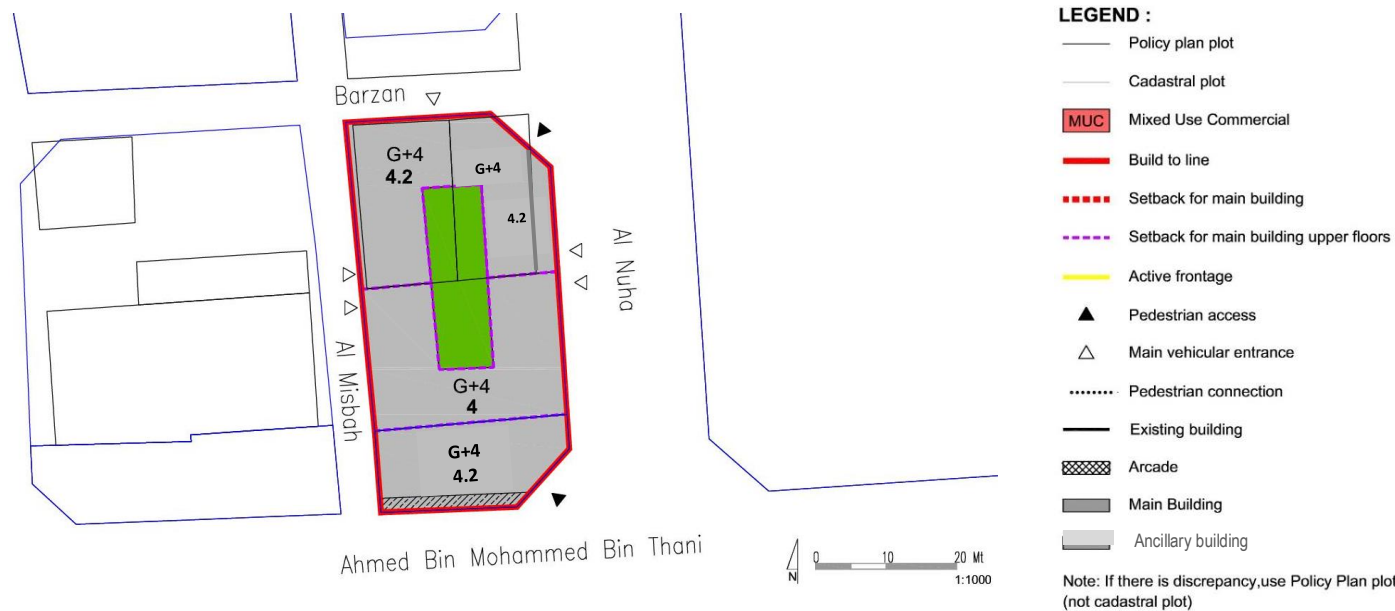 LEGEND :
Policy plan plot
Cadastral plot
MUC Mixed Use Commercial
Build to line
Setback for main building
Setback for main building upper floors
Active frontage
Pedestrian access
Main vehicular entrance
Pedestrian connection
Existing building
Arcade
Main Building
Ancillary building
Note: If there is discrepancy,use Policy Plan plot
(not cadastral plot)
Barzan
G+4
4.2
G+4
4.2
Al Nuha
Al Misbah
G+4
4
G+4
4.2
Ahmed Bin Mohammed Bin Thani
N
0 10 20 Mt
1:1000